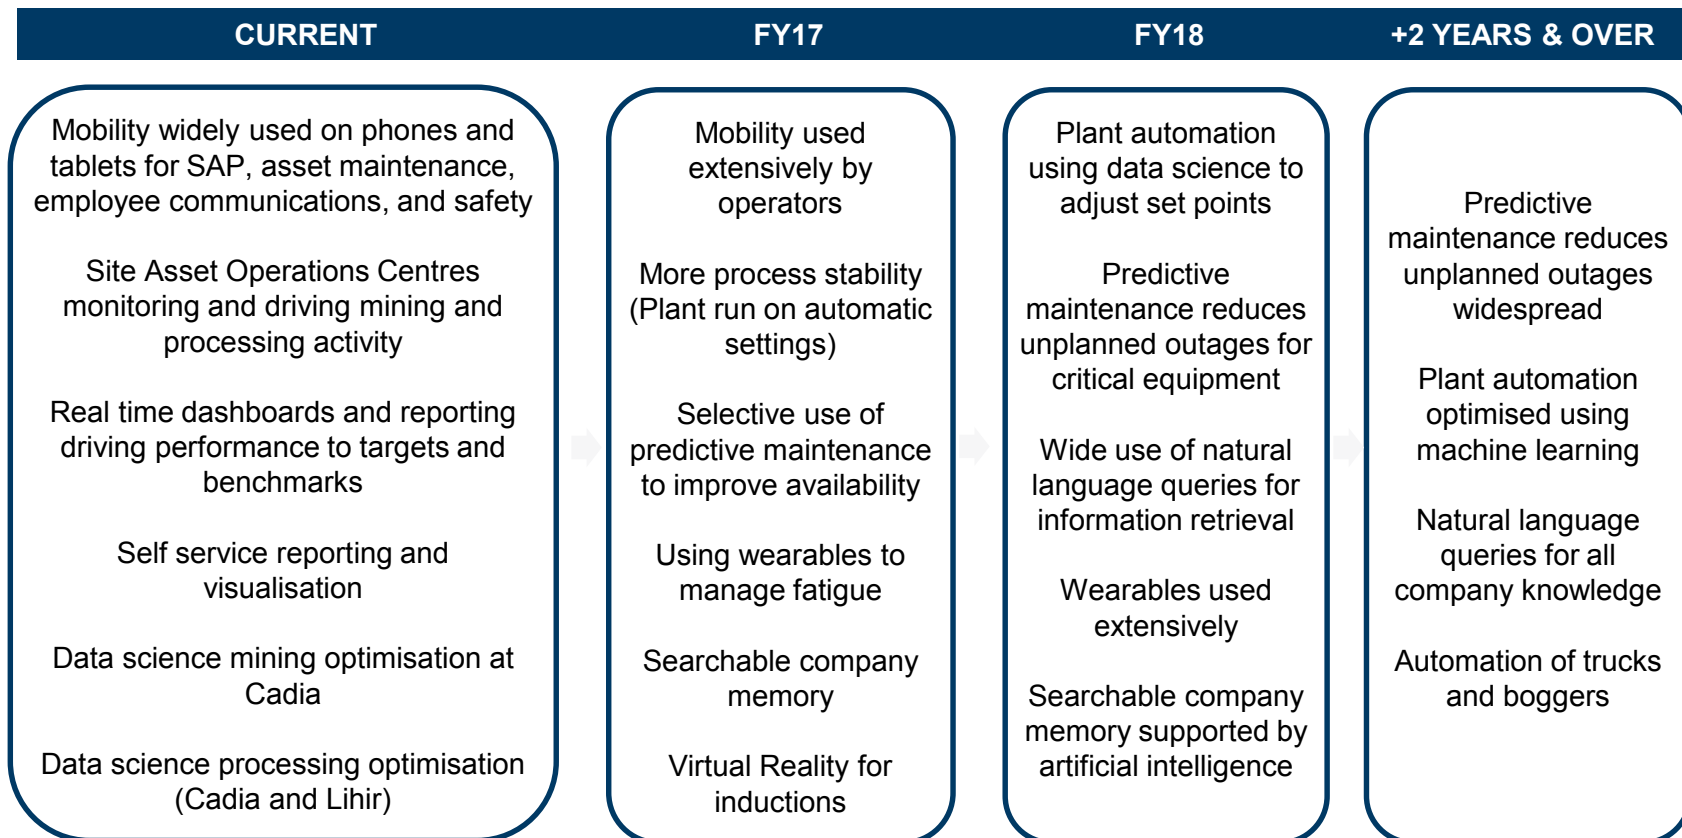 CURRENT
FY17
FY18
+2 YEARS & OVER
Mobility widely used on phones and
tablets for SAP, asset maintenance,
employee communications, and safety
Site Asset Operations Centres
monitoring and driving mining and
processing activity
Real time dashboards and reporting
driving performance to targets and
benchmarks
Self service reporting and
visualisation
Data science mining optimisation at
Cadia
Data science processing optimisation
(Cadia and Lihir)
Mobility used
extensively by
operators
More process stability
(Plant run on automatic
settings)
Selective use of
predictive maintenance
to improve availability
Using wearables to
manage fatigue
Searchable company
memory
Virtual Reality for
inductions
Plant automation
using data science to
adjust set points
Predictive
maintenance reduces
unplanned outages for
critical equipment
Wide use of natural
language queries for
information retrieval
Wearables used
extensively
Searchable company
memory supported by
artificial intelligence
Predictive
maintenance reduces
unplanned outages
widespread
Plant automation
optimised using
machine learning
Natural language
queries for all
company knowledge
Automation of trucks
and boggers